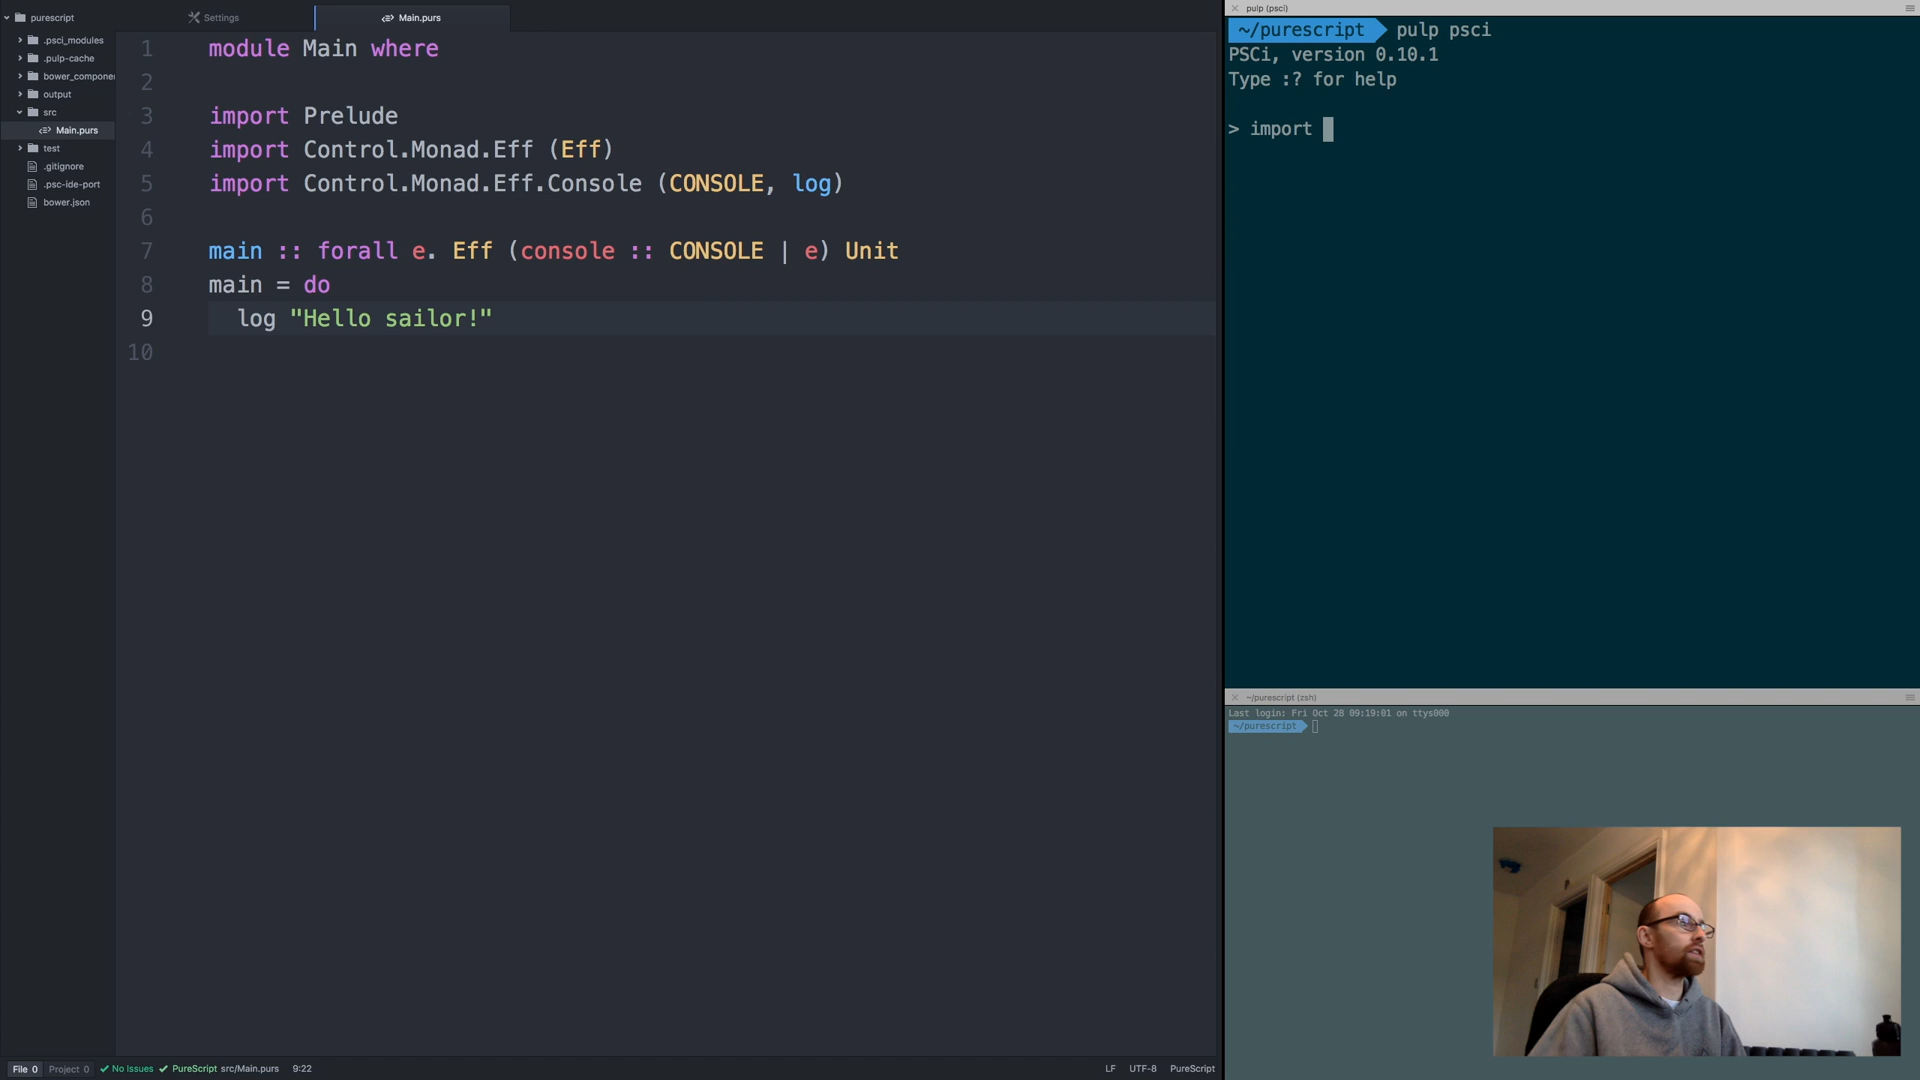 purescript
.psci_modules
.pulp-cache
bower_componen
output
src
Main.purs
test
.gitignore
.psc-ide-port
bower.json
Settings
Main.purs
1 module Main where
2
3 import Prelude
4 import Control.Monad.Eff (Eff)
5 import Control.Monad.Eff.Console (CONSOLE, log)
6
7 main :: forall e. Eff (console :: CONSOLE | e) Unit
8 main = do
9 log "Hello sailor!"
10
File 0 Project 0 No Issues PureScript src/Main.purs 9:22
LF UTF-8 PureScript
pulp (psci)
~/purescript pulp psci
PSCi, version 0.10.1
Type :? for help
> import
~/purescript (zsh)
Last login: Fri Oct 28 09:19:01 on ttys000
~/purescript